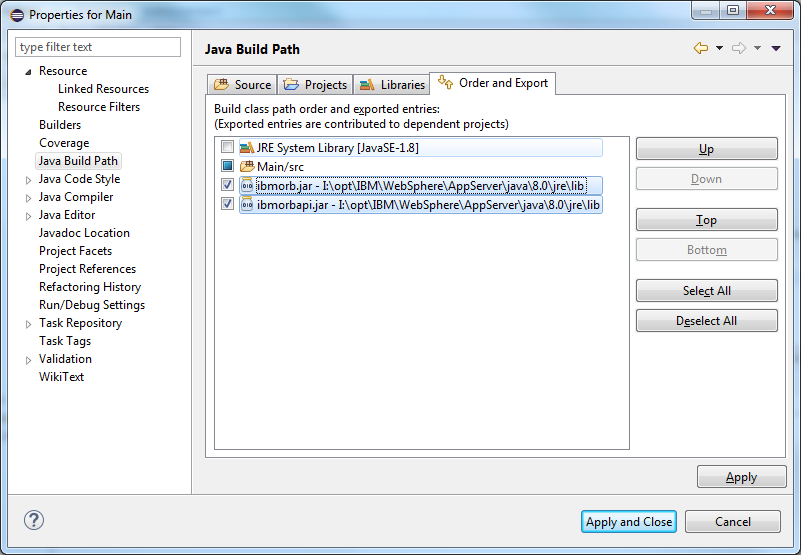 Properties for Main
type filter text
Resource
Linked Resources
Resource Filters
Builders
Coverage
Java Build Path
Java Code Style
Java Compiler
Java Editor
Javadoc Location
Project Facets
Project References
Refactoring History
Run/Debug Settings
Task Repository
Task Tags
Validation
WikiText
Java Build Path
Source Projects Libraries Order and Export
Build class path order and exported entries:
(Exported entries are contributed to dependent projects)
JRE System Library [JavaSE-1.8]
Main/src
ibmorb.jar - I:\opt\IBM\WebSphere\AppServer\java\8.0\jre\lib
ibmorbapi.jar - I:\opt\IBM\WebSphere\AppServer\java\8.0\jre\lib
Up
Down
Top
Bottom
Select All
Deselect All
Apply
?
Apply and Close Cancel